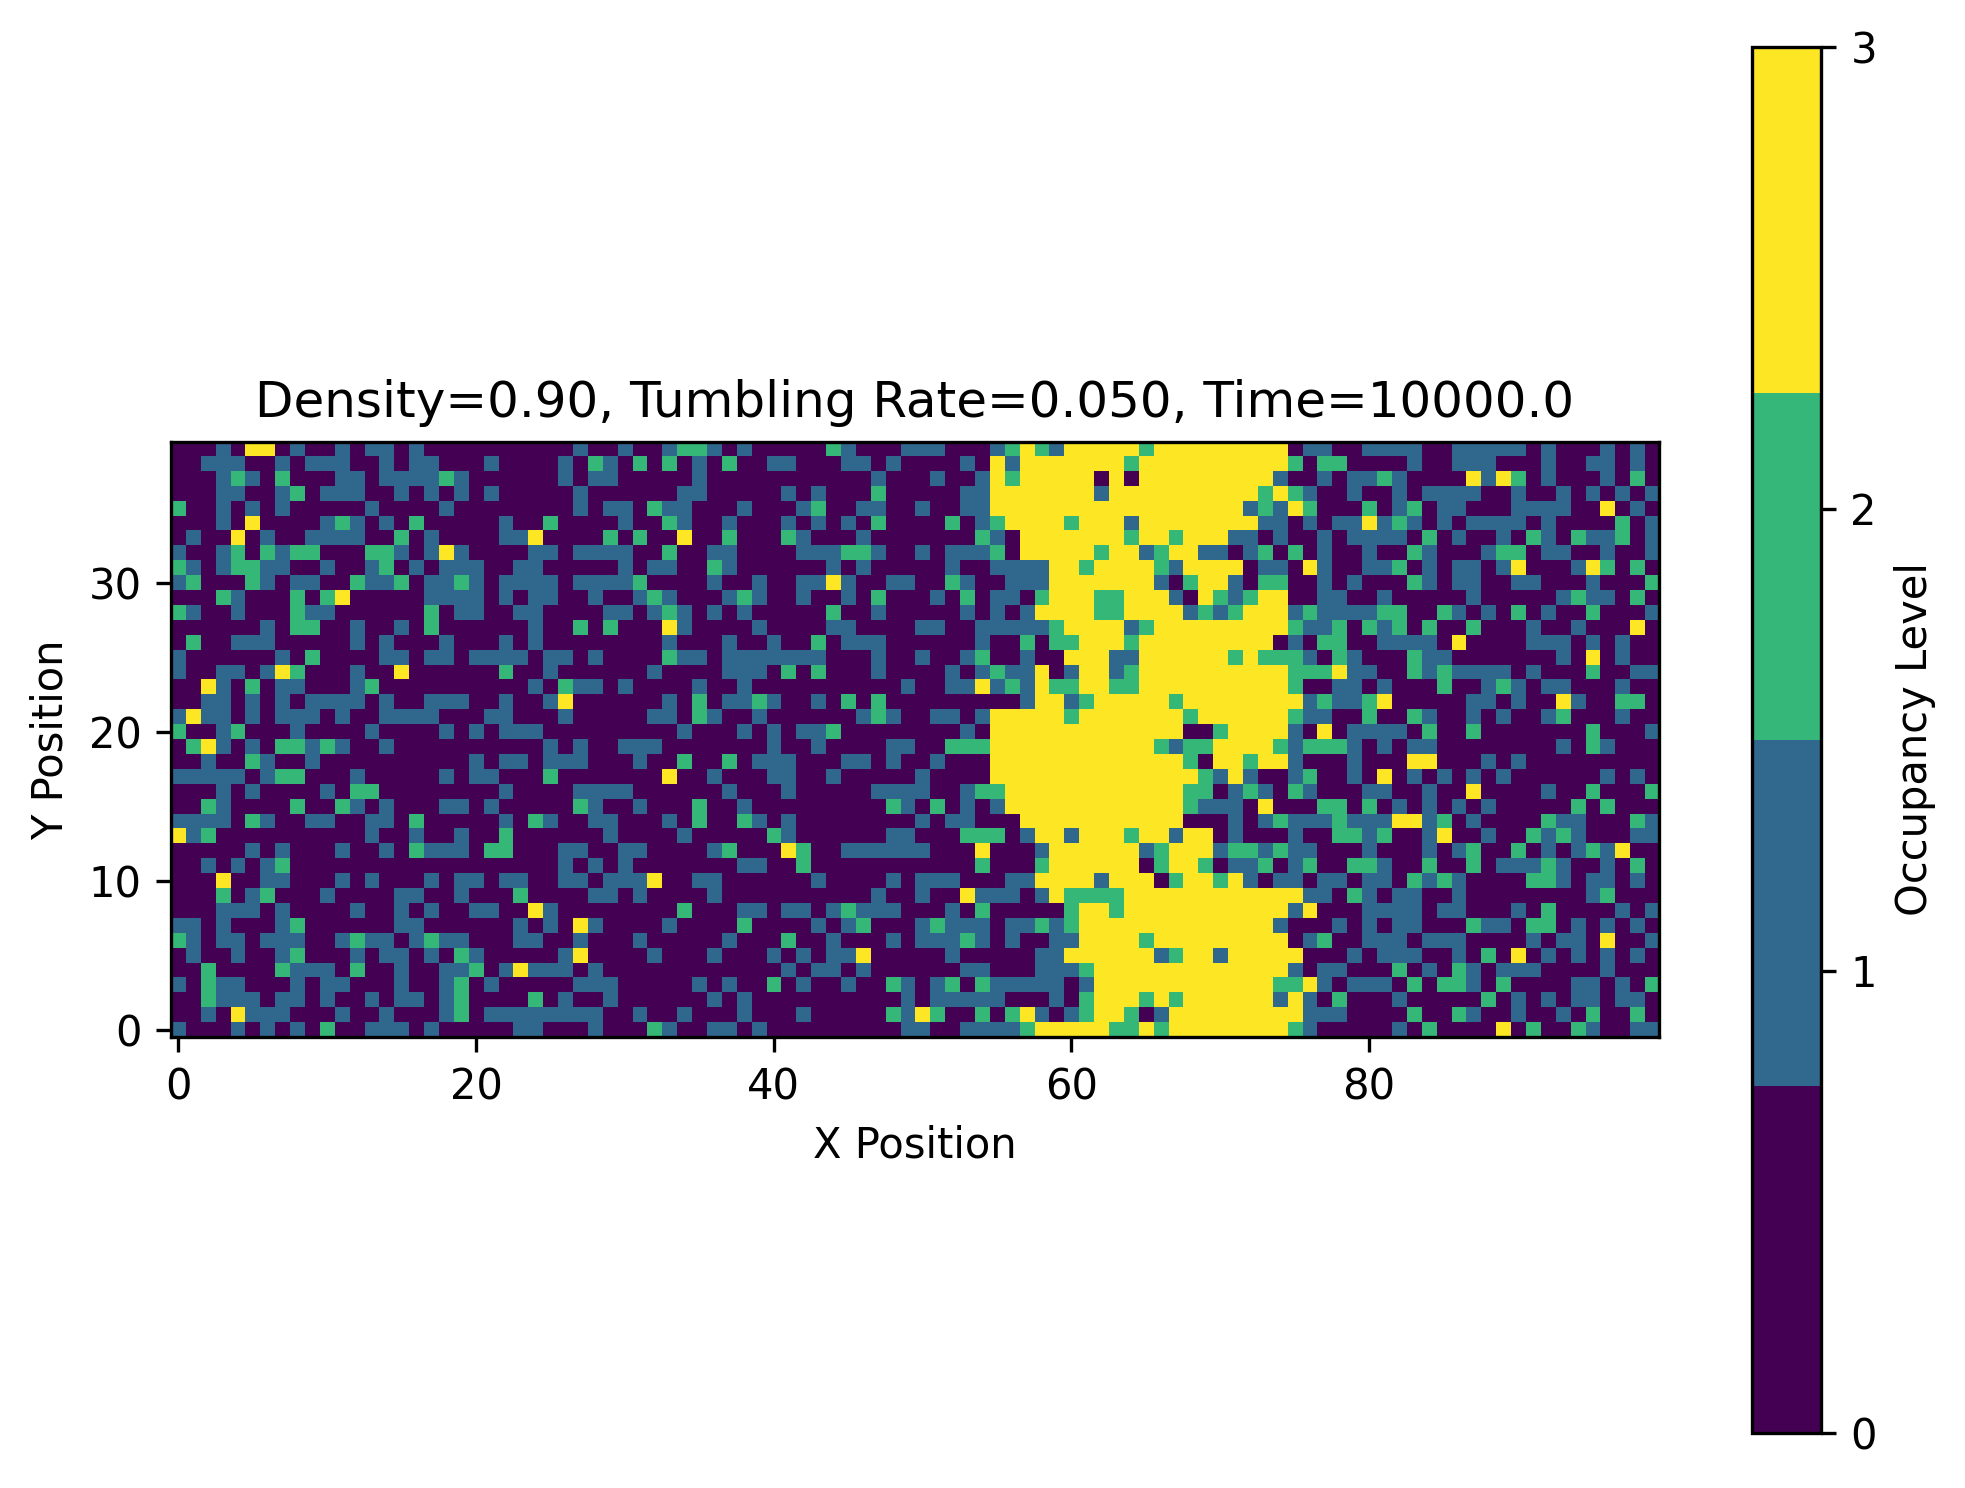 Density=0.90, Tumbling Rate=0.050, Time=10000.0
3
2
1
0
Occupancy Level
30
20
10
0
Y Position
0 20 40 60 80
X Position